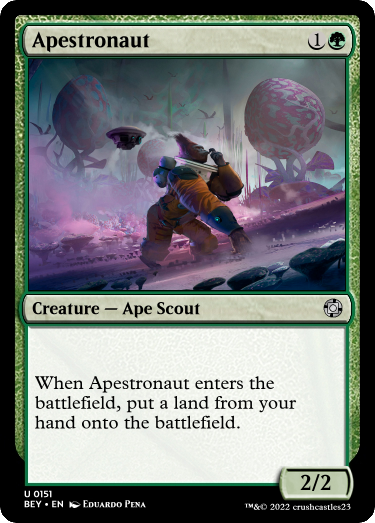 Apestronaut 1
Creature — Ape Scout
When Apestronaut enters the
battlefield, put a land from your
hand onto the battlefield.
2/2
U 0151
BEY • EN Eduardo Pena
™&© 2022 crushcastles23